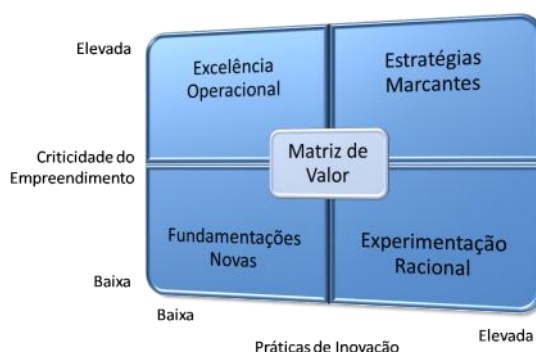 Elevada
Excelência
Operacional
Estratégias
Marcantes
Criticidade do
Empreendimento
Matriz de
Valor
Fundamentações
Novas
Experimentação
Racional
Baixa
Baixa
Elevada
Práticas de Inovação